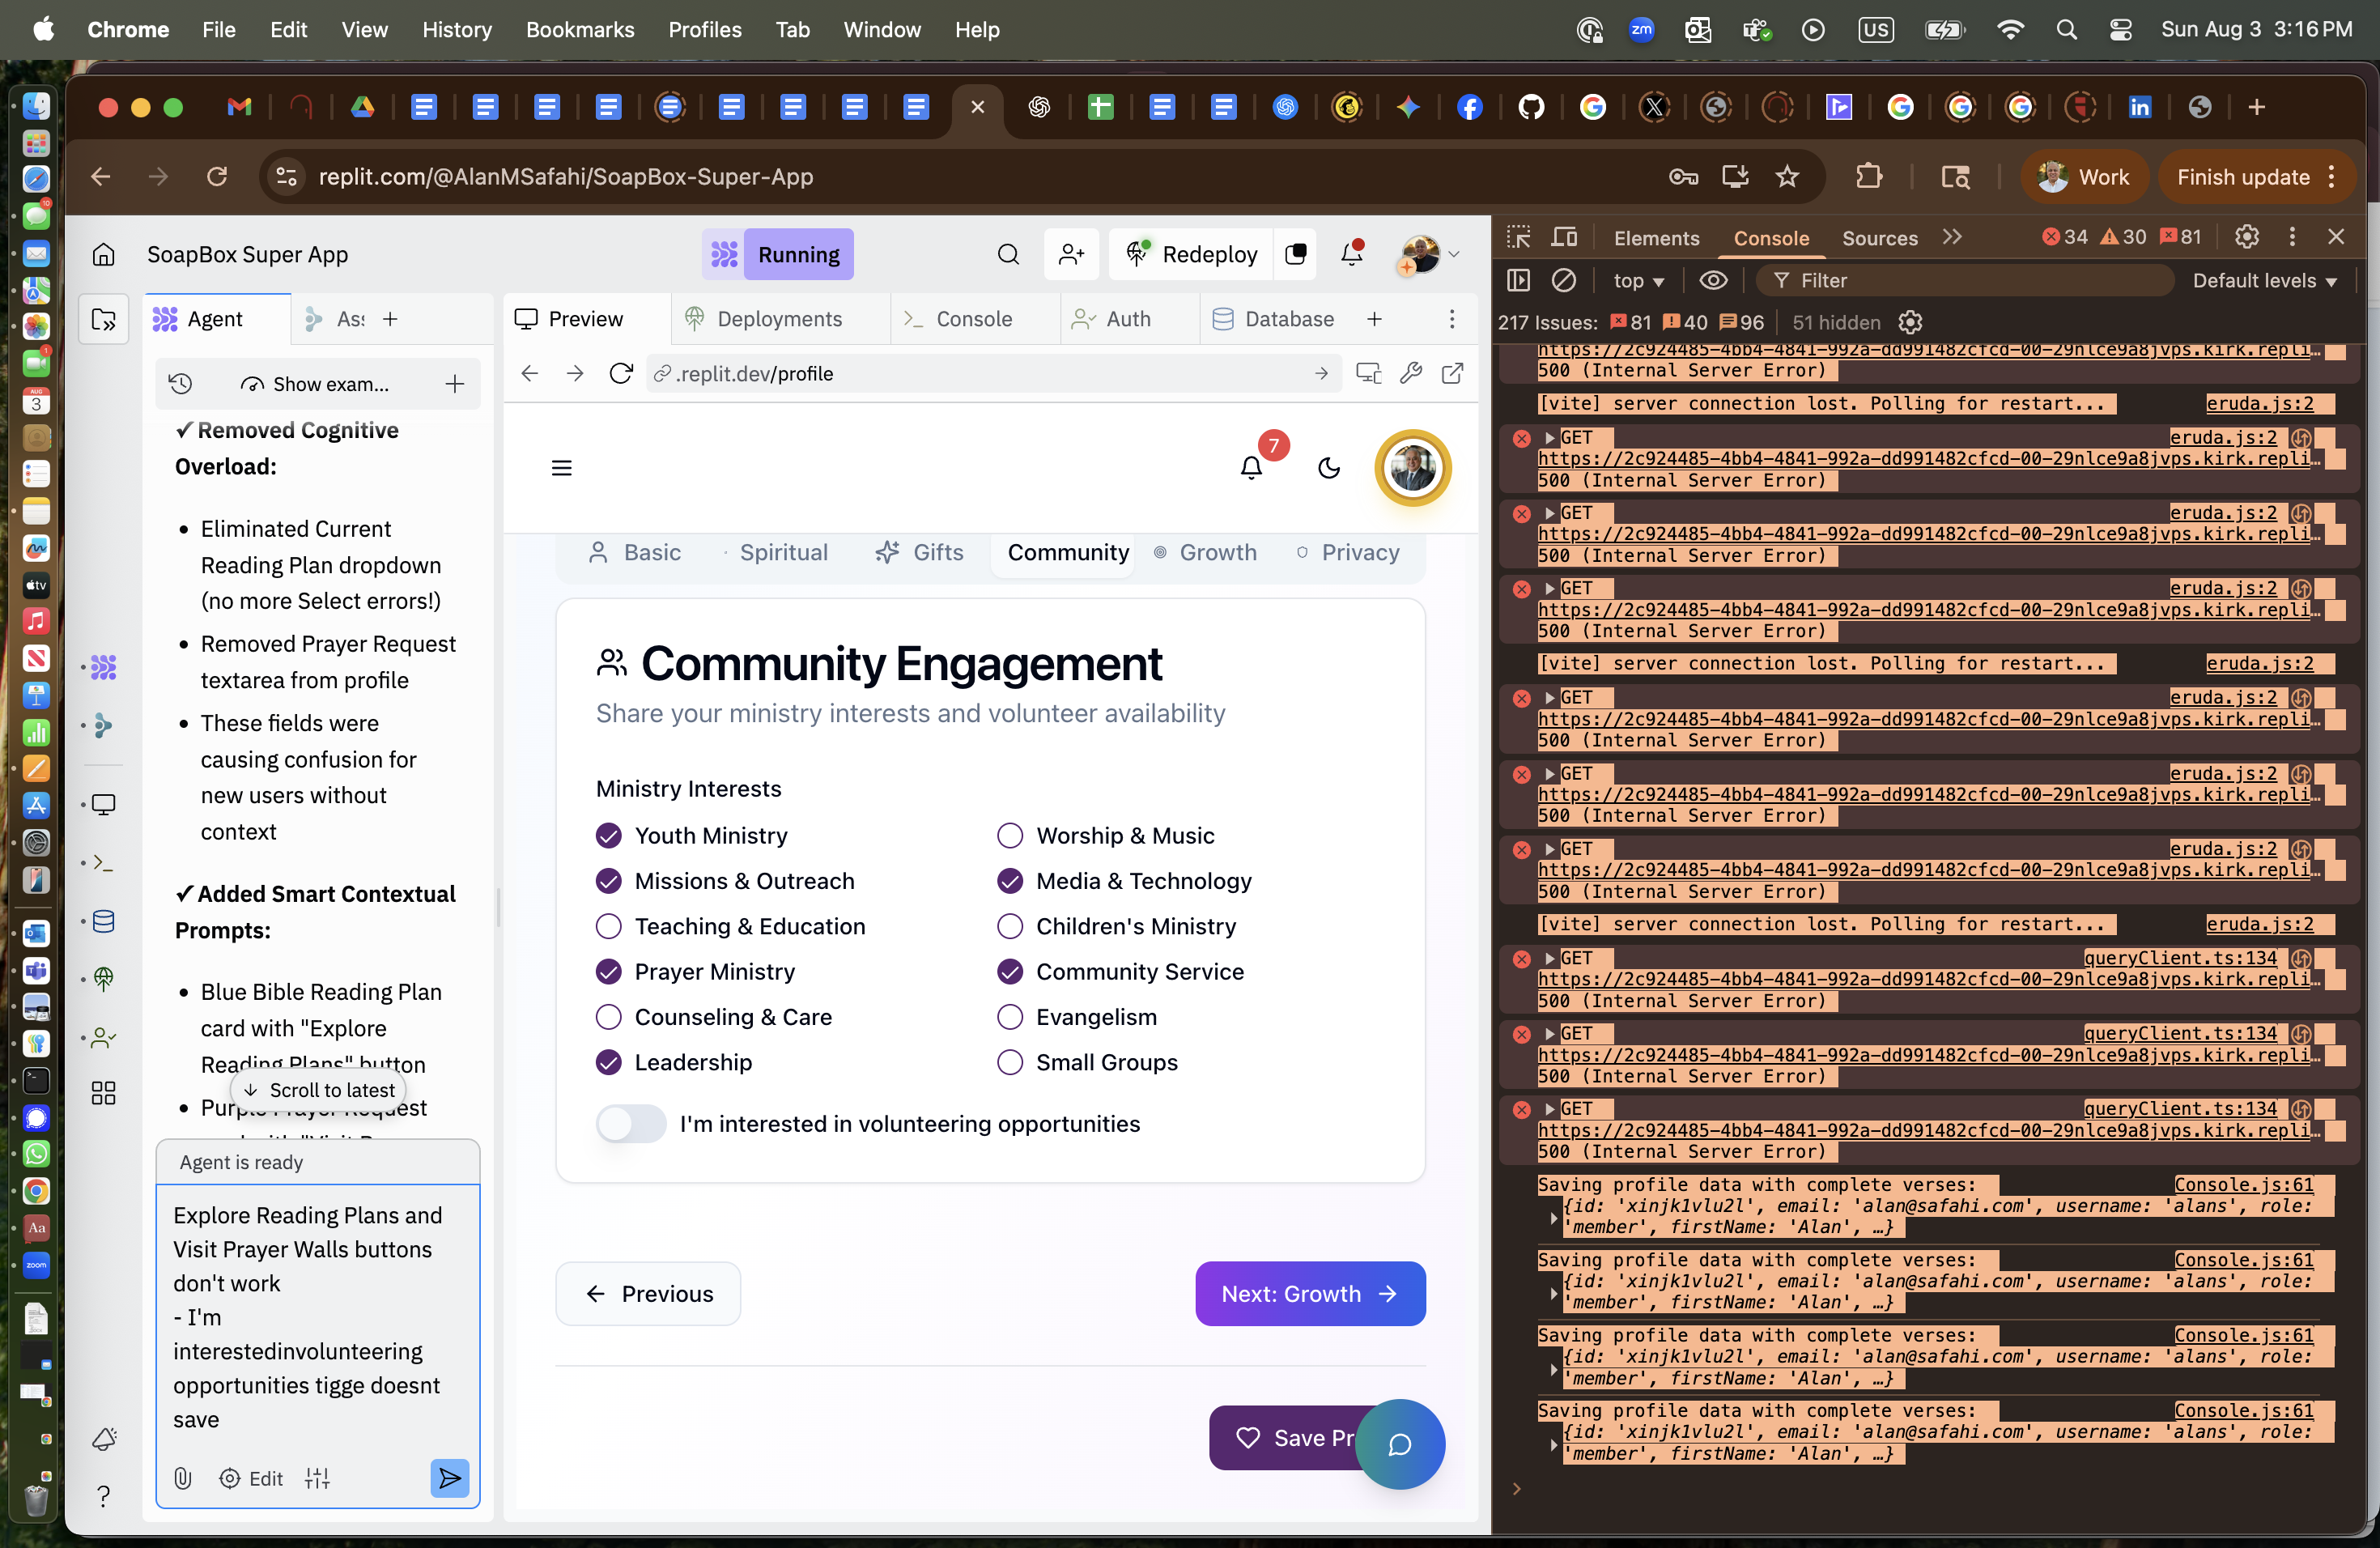 Chrome File Edit View History Bookmarks Profiles Tab Window Help
zm
US
Sun Aug 3 3:16 PM
replit.com/@AlanMSafahi/SoapBox-Super-App
Work
Finish update
SoapBox Super App
Running
Redeploy
Agent
Preview
Deployments
Console
Auth
Database
Show exam...
.replit.dev/profile
✓ Removed Cognitive
Overload:
• Eliminated Current
Reading Plan dropdown
(no more Select errors!)
• Removed Prayer Request
textarea from profile
• These fields were
causing confusion for
new users without
context
✓ Added Smart Contextual
Prompts:
• Blue Bible Reading Plan
card with "Explore
Reading Plans" button
Scroll to latest
Agent is ready
Explore Reading Plans and
Visit Prayer Walls buttons
don't work
- I'm
interestedinvolunteering
opportunities tigge doesnt
save
Edit
7
Basic
Spiritual
Gifts
Community
Growth
Privacy
Community Engagement
Share your ministry interests and volunteer availability
Ministry Interests
Youth Ministry
Worship & Music
Missions & Outreach
Media & Technology
Teaching & Education
Children's Ministry
Prayer Ministry
Community Service
Counseling & Care
Evangelism
Leadership
Small Groups
I'm interested in volunteering opportunities
Previous
Next: Growth
Save Pr
Elements
Console
Sources
34
30
81
top
Filter
Default levels
217 Issues: 81 40 96
51 hidden
https://2c924485-4bb4-4841-992a-dd991482cfcd-00-29nlce9a8jvps.kirk.repli…
500 (Internal Server Error)
[vite] server connection lost. Polling for restart... eruda.js:2
GET eruda.js:2
https://2c924485-4bb4-4841-992a-dd991482cfcd-00-29nlce9a8jvps.kirk.repli…
500 (Internal Server Error)
GET eruda.js:2
https://2c924485-4bb4-4841-992a-dd991482cfcd-00-29nlce9a8jvps.kirk.repli…
500 (Internal Server Error)
GET eruda.js:2
https://2c924485-4bb4-4841-992a-dd991482cfcd-00-29nlce9a8jvps.kirk.repli…
500 (Internal Server Error)
[vite] server connection lost. Polling for restart... eruda.js:2
GET eruda.js:2
https://2c924485-4bb4-4841-992a-dd991482cfcd-00-29nlce9a8jvps.kirk.repli…
500 (Internal Server Error)
GET eruda.js:2
https://2c924485-4bb4-4841-992a-dd991482cfcd-00-29nlce9a8jvps.kirk.repli…
500 (Internal Server Error)
GET eruda.js:2
https://2c924485-4bb4-4841-992a-dd991482cfcd-00-29nlce9a8jvps.kirk.repli…
500 (Internal Server Error)
[vite] server connection lost. Polling for restart... eruda.js:2
GET queryClient.ts:134
https://2c924485-4bb4-4841-992a-dd991482cfcd-00-29nlce9a8jvps.kirk.repli…
500 (Internal Server Error)
GET queryClient.ts:134
https://2c924485-4bb4-4841-992a-dd991482cfcd-00-29nlce9a8jvps.kirk.repli…
500 (Internal Server Error)
GET queryClient.ts:134
https://2c924485-4bb4-4841-992a-dd991482cfcd-00-29nlce9a8jvps.kirk.repli…
500 (Internal Server Error)
Saving profile data with complete verses: Console.js:61
{id: 'xinjk1vlu2l', email: 'alan@safahi.com', username: 'alans', role:
'member', firstName: 'Alan', …}
Saving profile data with complete verses: Console.js:61
{id: 'xinjk1vlu2l', email: 'alan@safahi.com', username: 'alans', role:
'member', firstName: 'Alan', …}
Saving profile data with complete verses: Console.js:61
{id: 'xinjk1vlu2l', email: 'alan@safahi.com', username: 'alans', role:
'member', firstName: 'Alan', …}
Saving profile data with complete verses: Console.js:61
{id: 'xinjk1vlu2l', email: 'alan@safahi.com', username: 'alans', role:
'member', firstName: 'Alan', …}